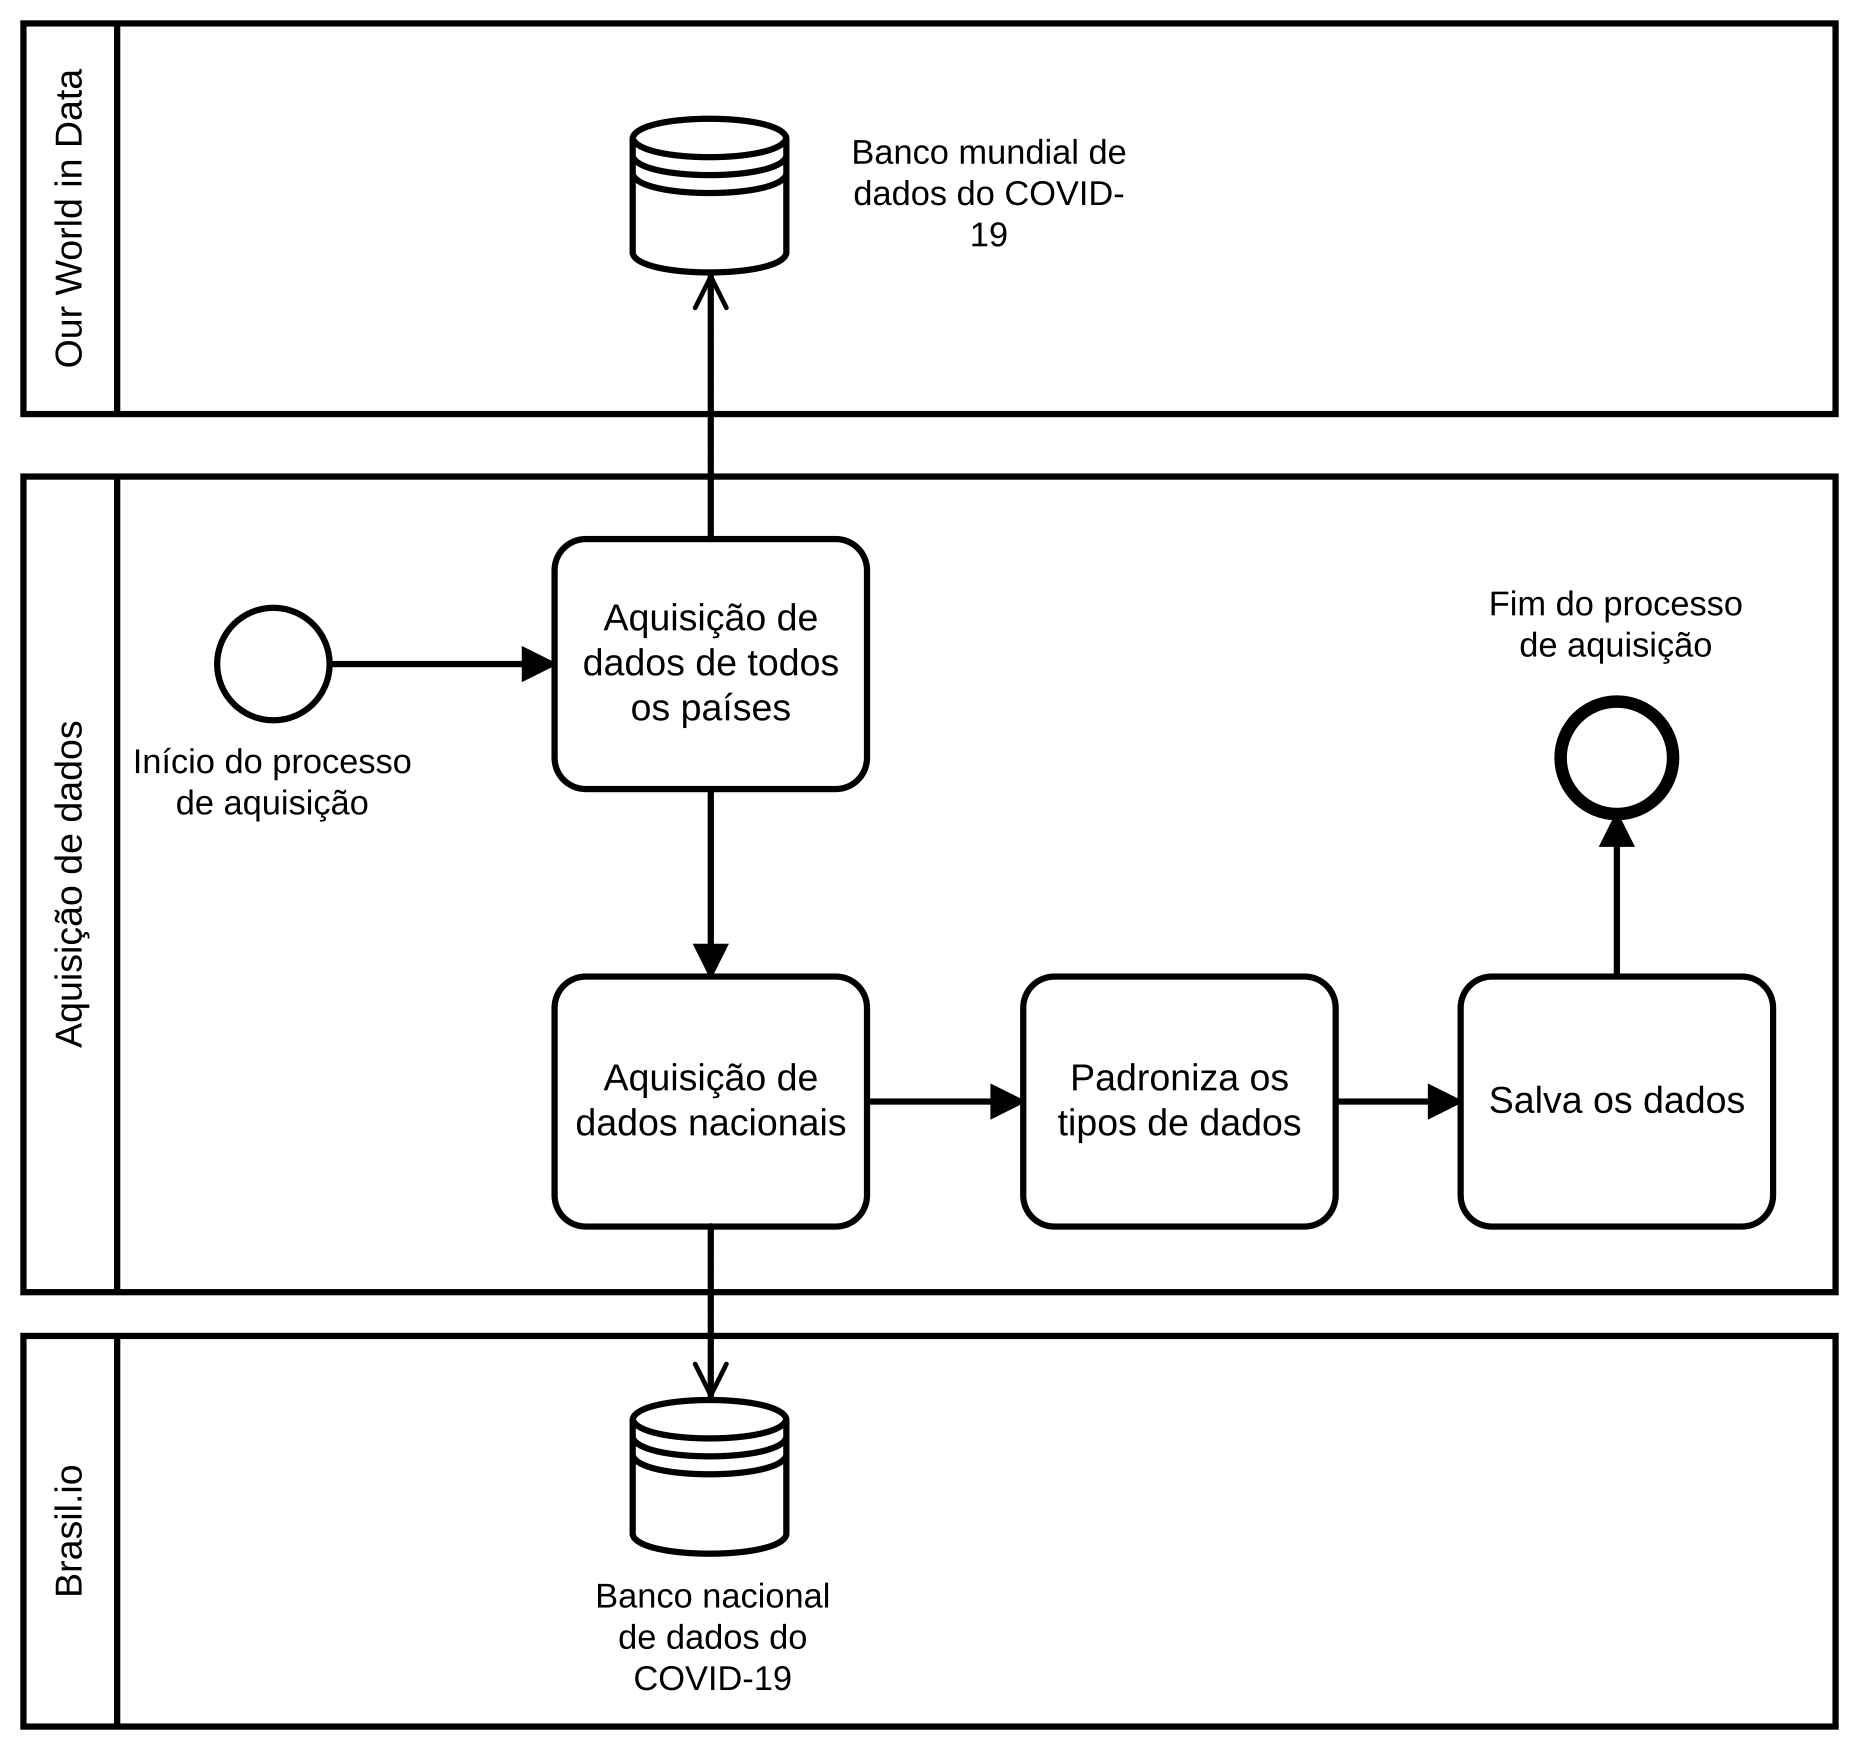 Our World in Data
Banco mundial de
dados do COVID-
19
Aquisição de dados
Início do processo
de aquisição
Aquisição de
dados de todos
os países
Aquisição de
dados nacionais
Padroniza os
tipos de dados
Salva os dados
Fim do processo
de aquisição
Brasil.io
Banco nacional
de dados do
COVID-19